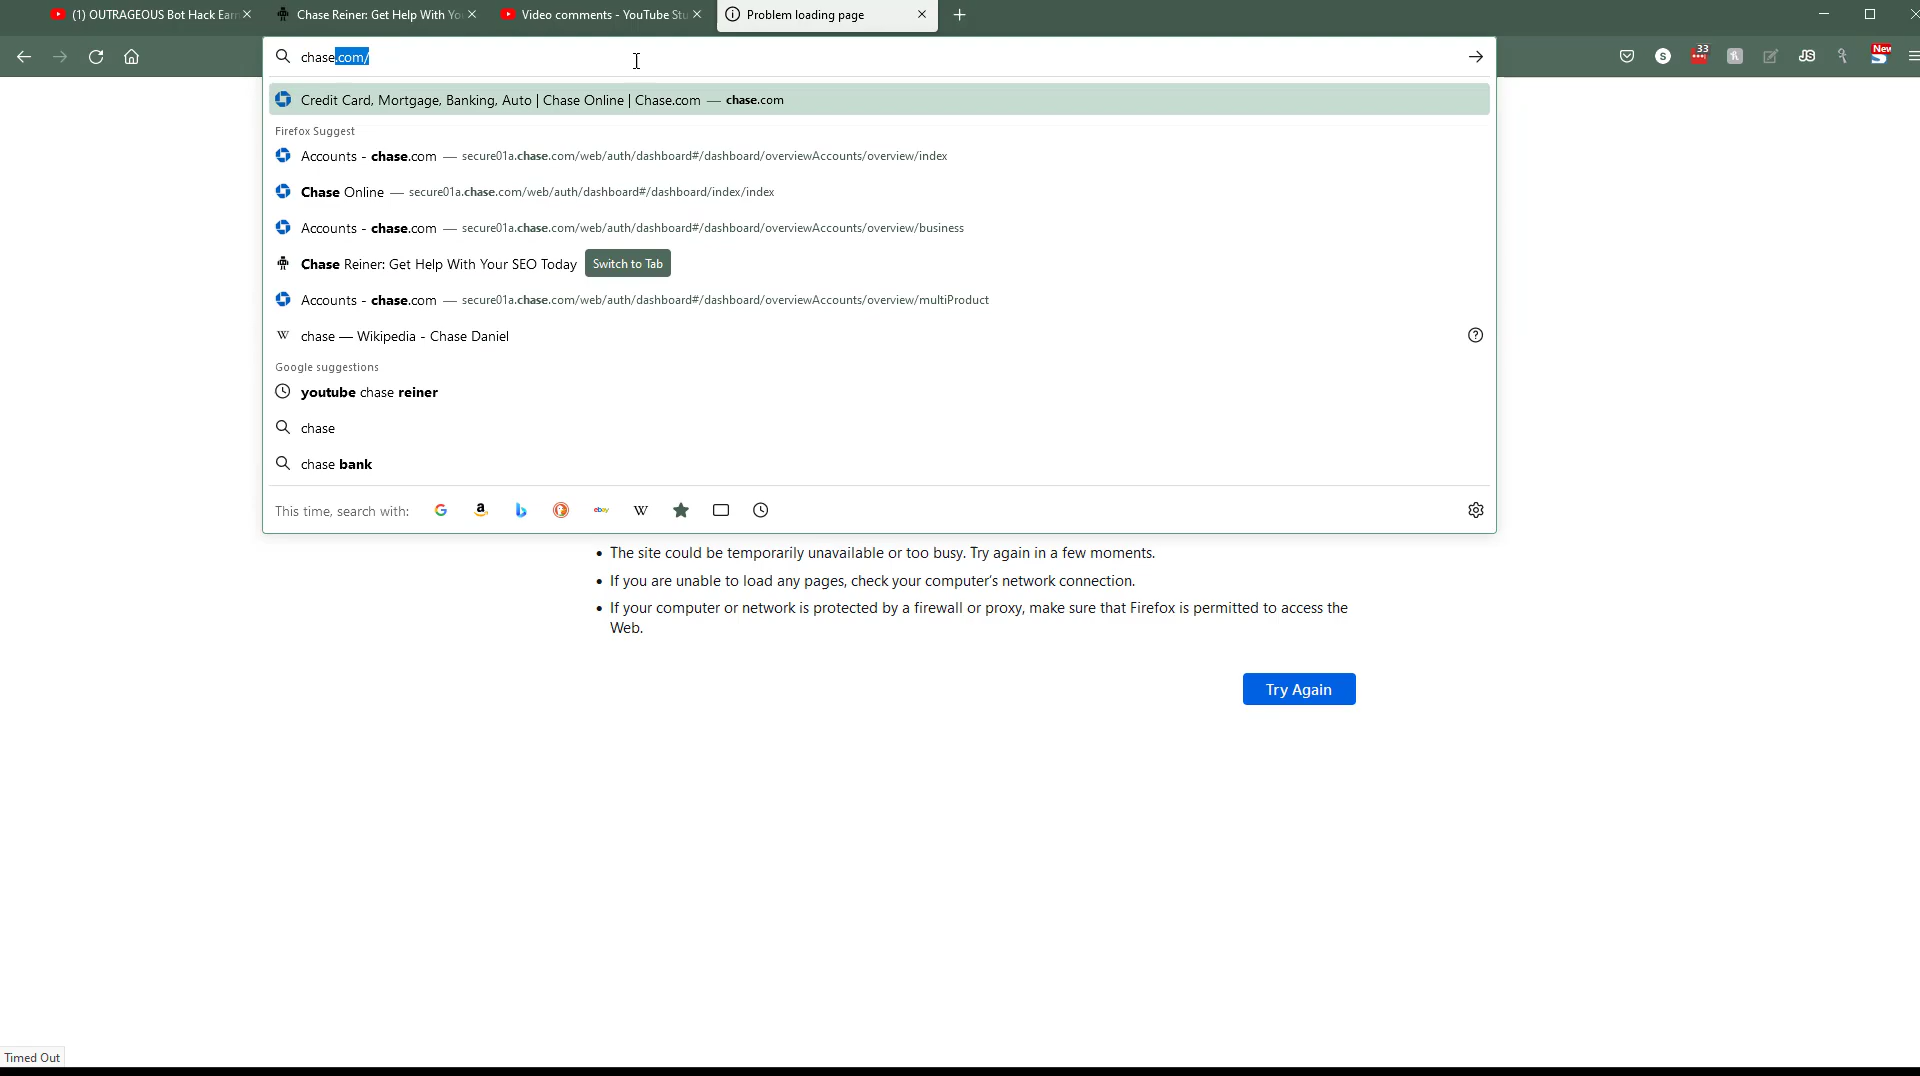 (1) OUTRAGEOUS Bot Hack Earn
Chase Reiner: Get Help With Yo
Video comments - YouTube Stu
Problem loading page
chase.com/
33
JS
New
S
Credit Card, Mortgage, Banking, Auto | Chase Online | Chase.com — chase.com
Firefox Suggest
Accounts - chase.com — secure01a.chase.com/web/auth/dashboard#/dashboard/overviewAccounts/overview/index
Chase Online — secure01a.chase.com/web/auth/dashboard#/dashboard/index/index
Accounts - chase.com — secure01a.chase.com/web/auth/dashboard#/dashboard/overviewAccounts/overview/business
Chase Reiner: Get Help With Your SEO Today Switch to Tab
Accounts - chase.com — secure01a.chase.com/web/auth/dashboard#/dashboard/overviewAccounts/overview/multiProduct
W chase — Wikipedia - Chase Daniel
Google suggestions
youtube chase reiner
chase
chase bank
This time, search with: G a b ebay W
• The site could be temporarily unavailable or too busy. Try again in a few moments.
• If you are unable to load any pages, check your computer's network connection.
• If your computer or network is protected by a firewall or proxy, make sure that Firefox is permitted to access the
Web.
Try Again
Timed Out